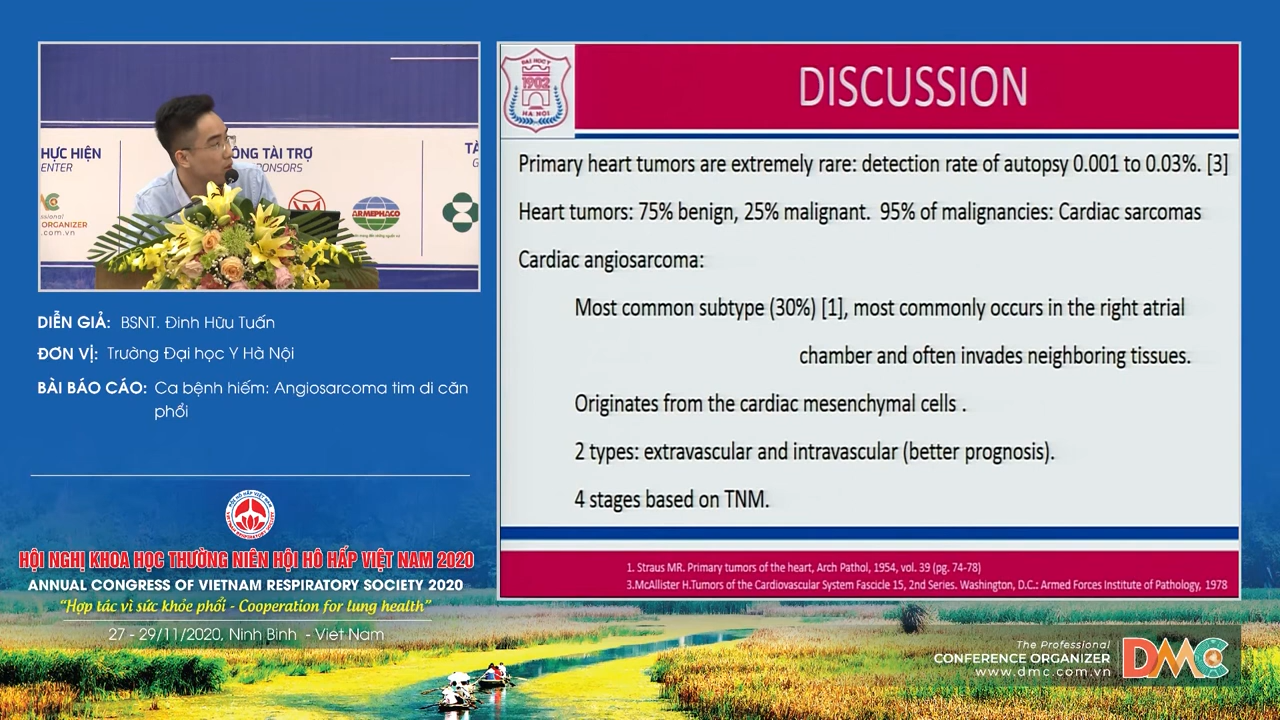 HỰC HIỆN
ENTER
ÔNG TÀI TRỢ
ONSORS
TÀ
G
ARMEPHACO
ORGANIZER
.com.vn
DIỄN GIẢ: BSNT. Đinh Hữu Tuấn
ĐƠN VỊ: Trường Đại học Y Hà Nội
BÀI BÁO CÁO: Ca bệnh hiếm: Angiosarcoma tim di căn
phổi
HỘI NGHỊ KHOA HỌC THƯỜNG NIÊN HỘI HÔ HẤP VIỆT NAM 2020
ANNUAL CONGRESS OF VIETNAM RESPIRATORY SOCIETY 2020
“Hợp tác vì sức khỏe phổi - Cooperation for lung health”
27 - 29/11/2020, Ninh Bình - Việt Nam
ĐẠI HỌC Y
1902
HÀ NỘI
DISCUSSION
Primary heart tumors are extremely rare: detection rate of autopsy 0.001 to 0.03%. [3]
Heart tumors: 75% benign, 25% malignant. 95% of malignancies: Cardiac sarcomas
Cardiac angiosarcoma:
Most common subtype (30%) [1], most commonly occurs in the right atrial
chamber and often invades neighboring tissues.
Originates from the cardiac mesenchymal cells .
2 types: extravascular and intravascular (better prognosis).
4 stages based on TNM.
1. Straus MR. Primary tumors of the heart, Arch Pathol, 1954, vol. 39 (pg. 74-78)
3.McAllister H.Tumors of the Cardiovascular System Fascicle 15, 2nd Series. Washington, D.C.: Armed Forces Institute of Pathology, 1978
The Professional
CONFERENCE ORGANIZER
www.dmc.com.vn
DMC